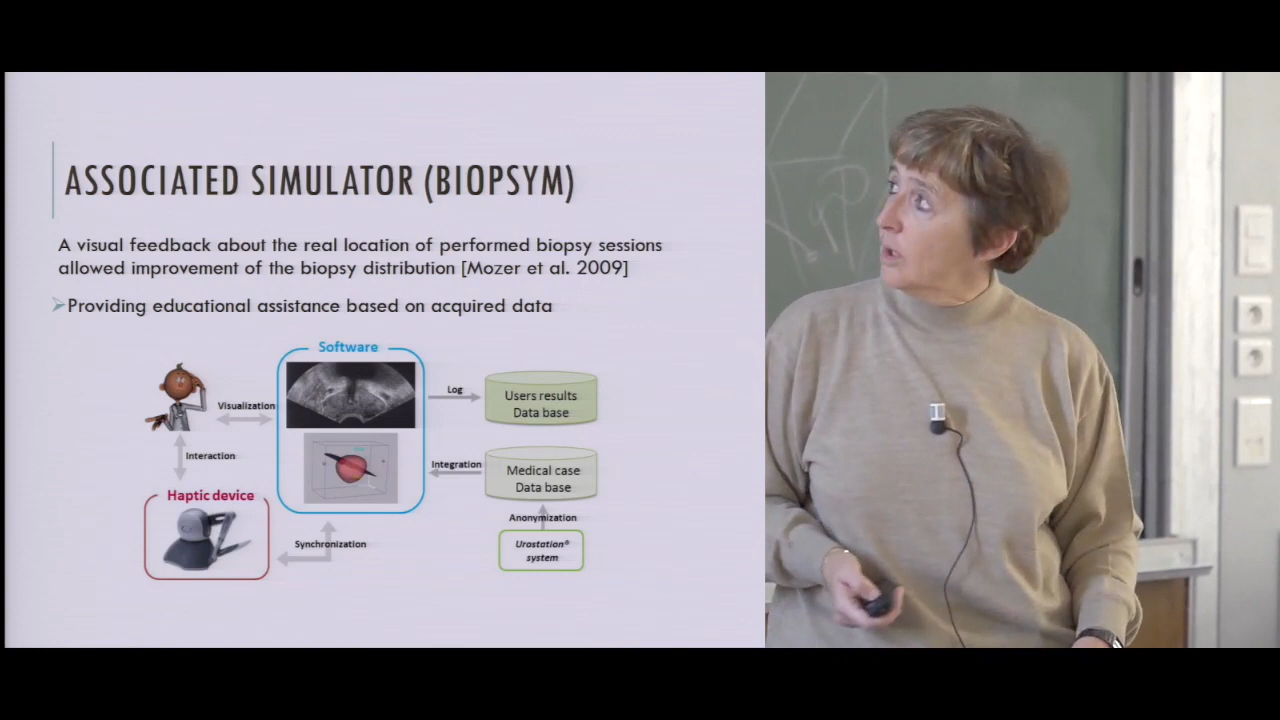 ASSOCIATED SIMULATOR (BIOPSYM)
A visual feedback about the real location of performed biopsy sessions
allowed improvement of the biopsy distribution [Mozer et al. 2009]
Providing educational assistance based on acquired data
Software
Visualization
Log
Users results
Data base
Interaction
Integration
Medical case
Data base
Haptic device
Anonymization
Synchronization
Urostation®
system